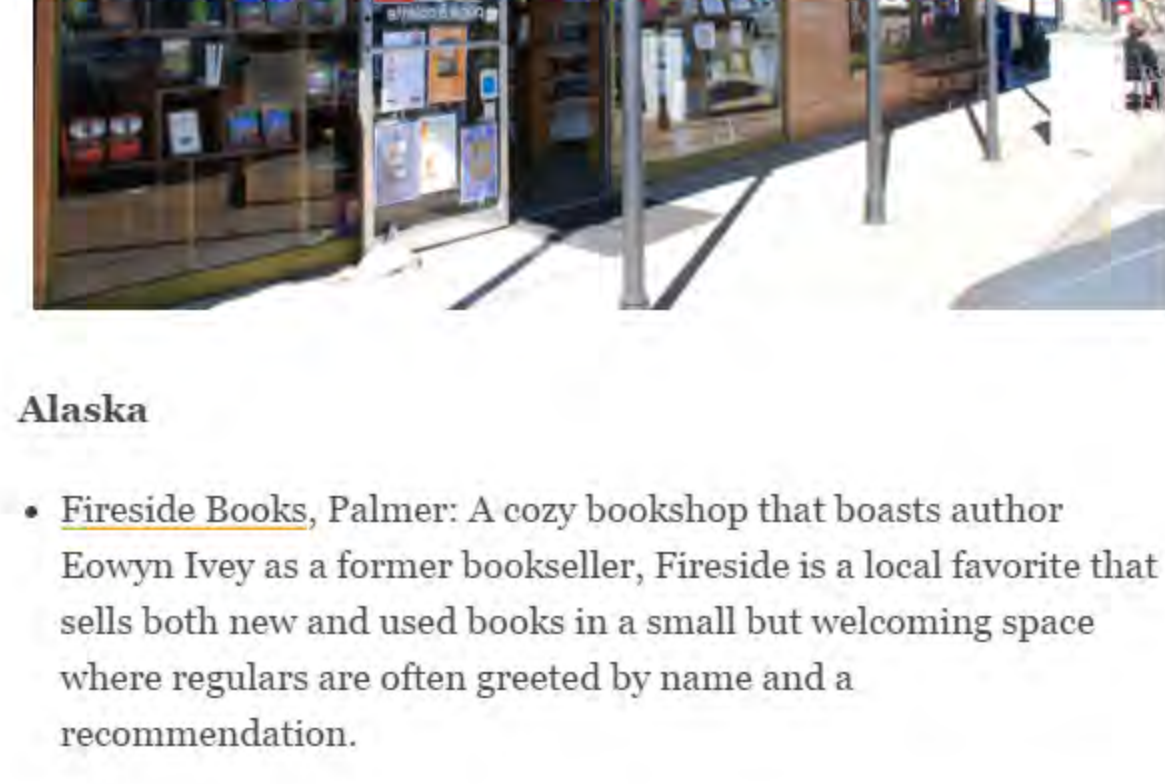 Alaska
• Fireside Books, Palmer: A cozy bookshop that boasts author
Eowyn Ivey as a former bookseller, Fireside is a local favorite that
sells both new and used books in a small but welcoming space
where regulars are often greeted by name and a
recommendation.